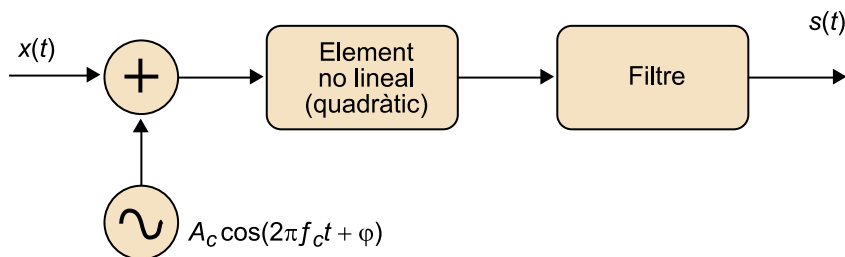 x(t)
+
Element
no lineal
(quadràtic)
Filtre
s(t)
A_c cos(2πf_c t + φ)